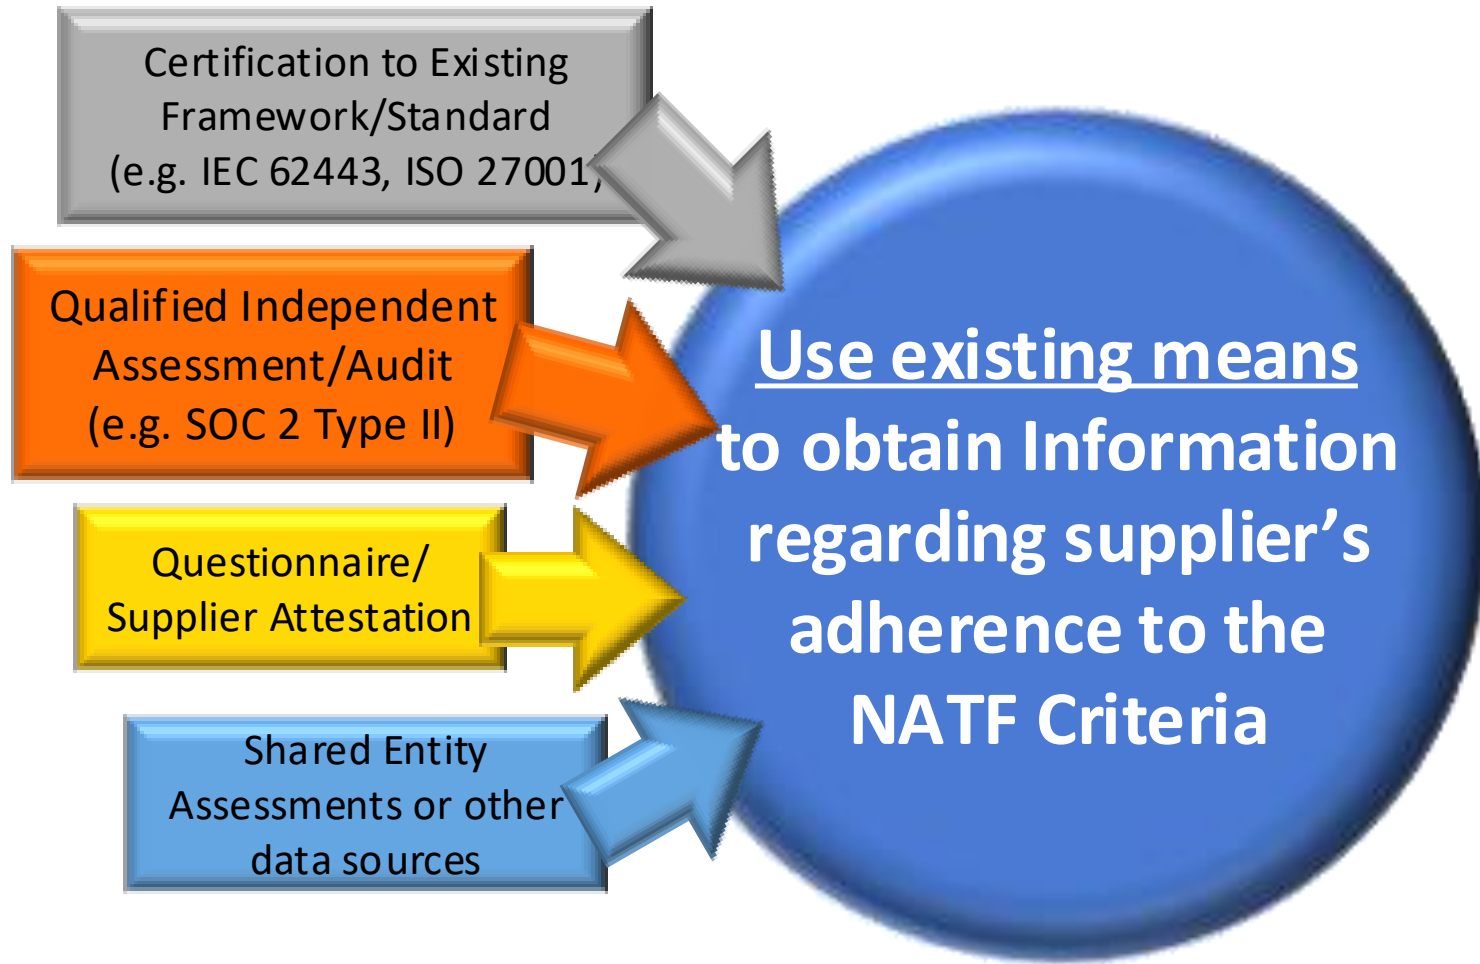 Certification to Existing
Framework/Standard
(e.g. IEC 62443, ISO 27001)
Qualified Independent
Assessment/Audit
(e.g. SOC 2 Type II)
Questionnaire/
Supplier Attestation
Shared Entity
Assessments or other
data sources
Use existing means
to obtain Information
regarding supplier’s
adherence to the
NATF Criteria